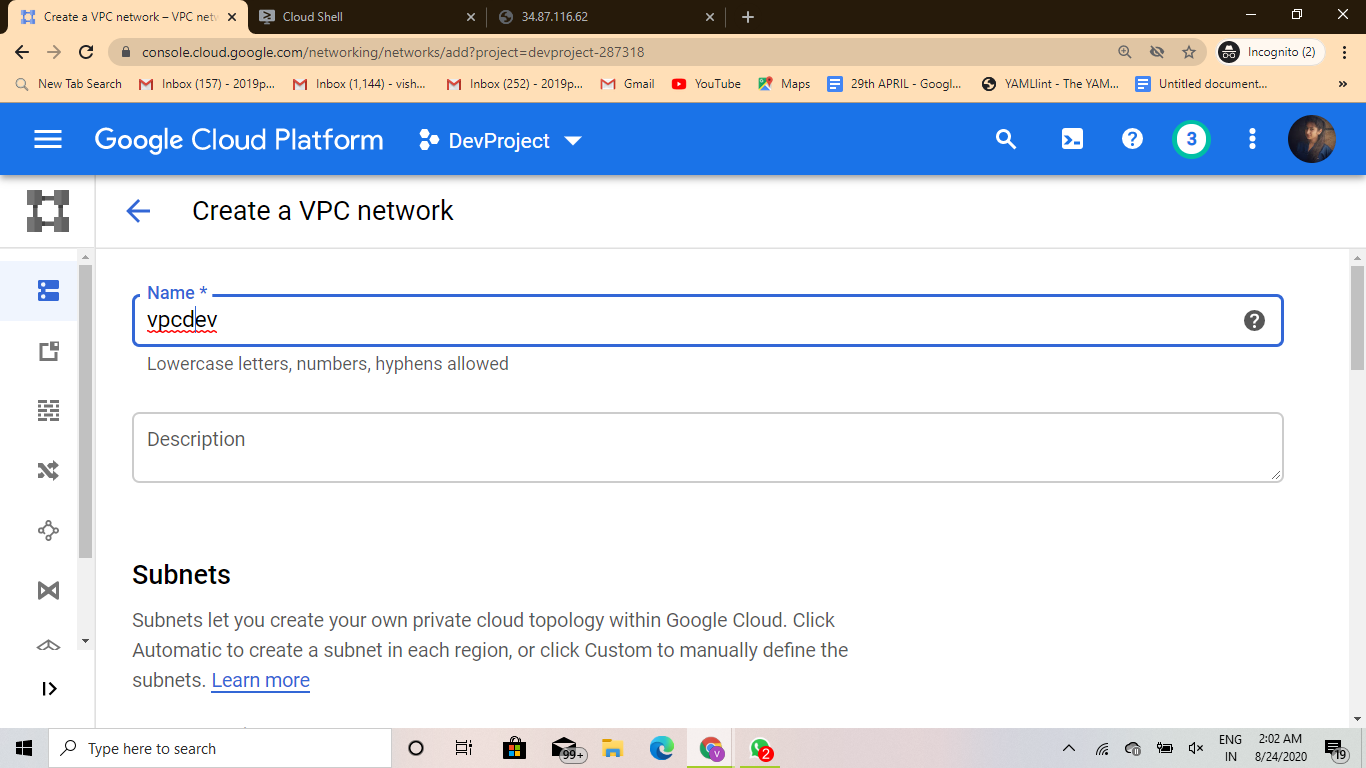 Create a VPC network – VPC netw
Cloud Shell
34.87.116.62
console.cloud.google.com/networking/networks/add?project=devproject-287318
Incognito (2)
New Tab Search
Inbox (157) - 2019p...
Inbox (1,144) - vish...
Inbox (252) - 2019p...
Gmail
YouTube
Maps
29th APRIL - Googl...
YAMLlint - The YAM...
Untitled document...
»
Google Cloud Platform
DevProject
?
3
Create a VPC network
Name *
vpcdev
?
Lowercase letters, numbers, hyphens allowed
Description
Subnets
Subnets let you create your own private cloud topology within Google Cloud. Click
Automatic to create a subnet in each region, or click Custom to manually define the
subnets. Learn more
Type here to search
99+
V
2
ENG
IN
2:02 AM
8/24/2020
19